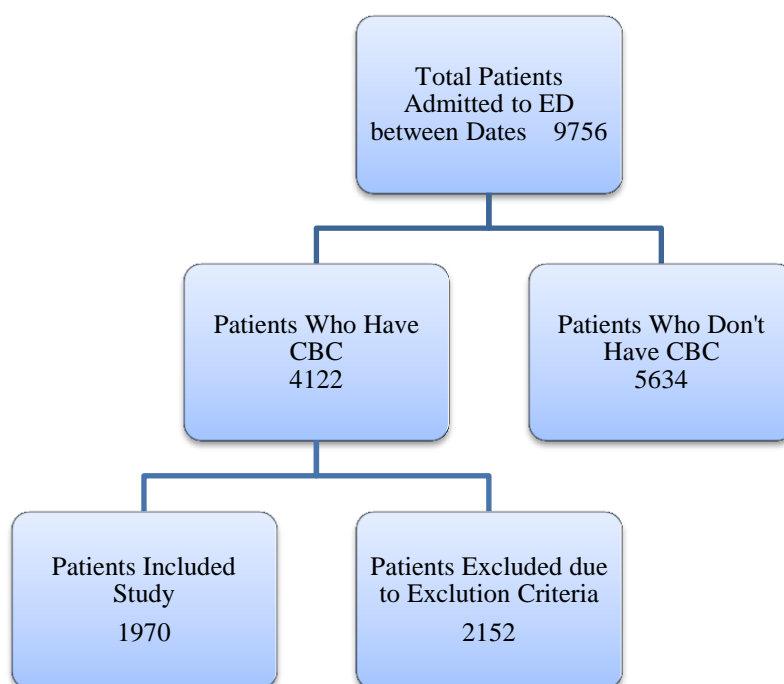 Total Patients
Admitted to ED
between Dates 9756
Patients Who Have
CBC
4122
Patients Who Don't
Have CBC
5634
Patients Included
Study
1970
Patients Excluded due
to Exclution Criteria
2152